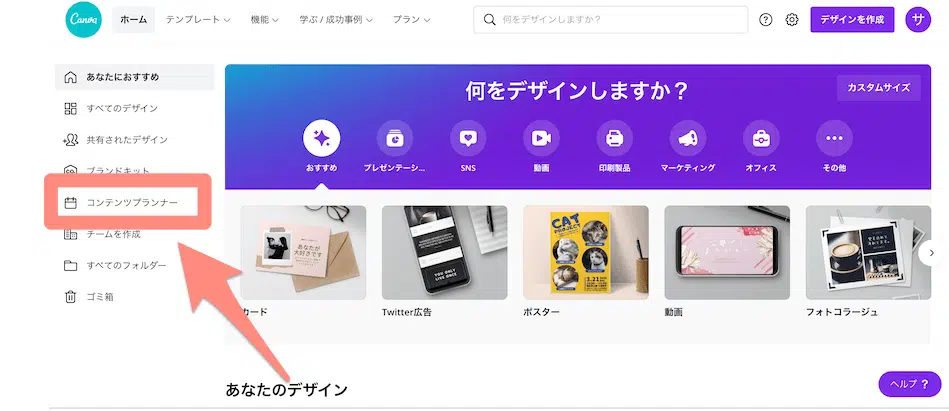 Canva
ホーム
テンプレート
機能
学ぶ / 成功事例
プラン
何をデザインしますか？
デザインを作成
サ
あなたにおすすめ
すべてのデザイン
共有されたデザイン
ブランドキット
コンテンツプランナー
チームを作成
すべてのフォルダー
ゴミ箱
何をデザインしますか？
カスタムサイズ
おすすめ
プレゼンテーシ...
SNS
動画
印刷製品
マーケティング
オフィス
その他
あなたが
大好きです
YOU ONLY
LIVE ONCE
CAT
PROJECT
3.21
カード
Twitter広告
ポスター
動画
フォトコラージュ
あなたのデザイン
ヘルプ ?